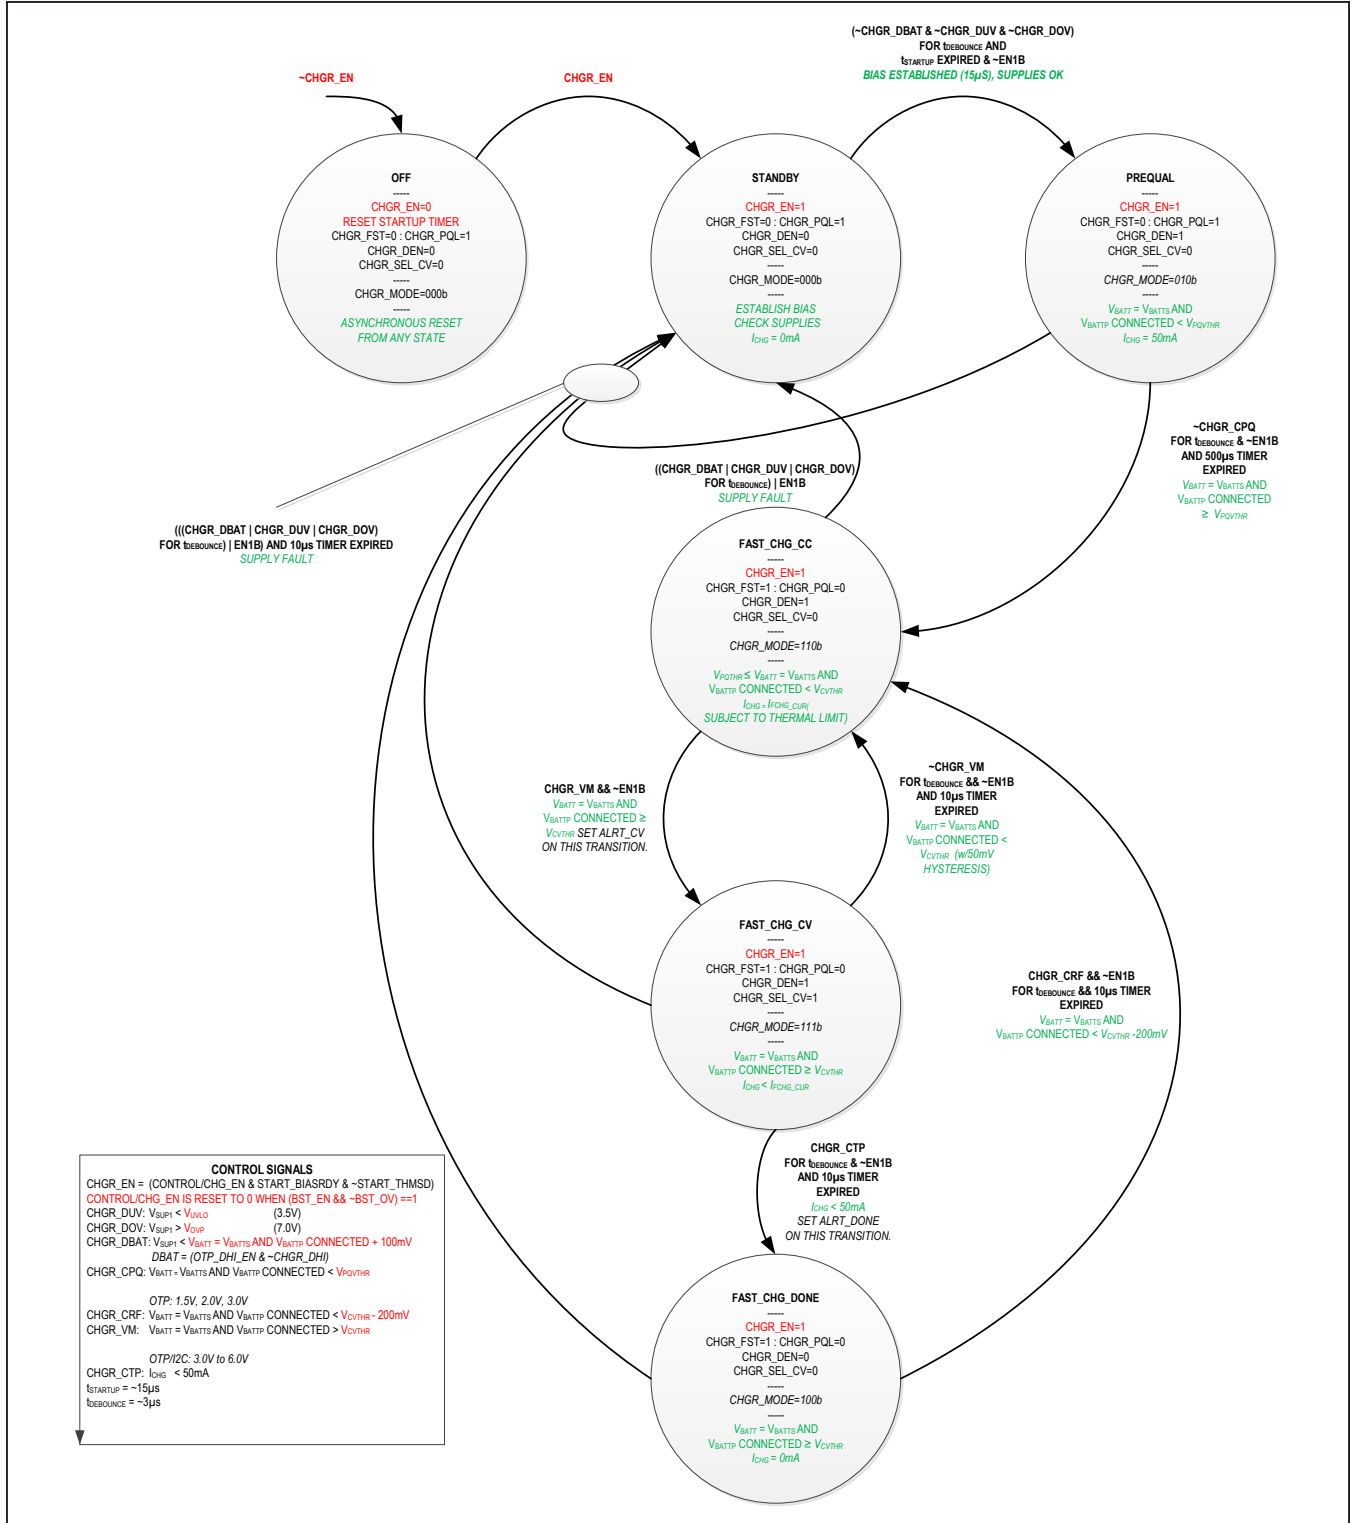 (~CHGR_DBAT & ~CHGR_DUV & ~CHGR_DOV)
FOR tDEBOUNCE AND
tSTARTUP EXPIRED & ~EN1B
BIAS ESTABLISHED (15µS), SUPPLIES OK
~CHGR_EN
CHGR_EN
OFF
-----
CHGR_EN=0
RESET STARTUP TIMER
CHGR_FST=0 : CHGR_PQL=1
CHGR_DEN=0
CHGR_SEL_CV=0
-----
CHGR_MODE=000b
-----
ASYNCHRONOUS RESET
FROM ANY STATE
STANDBY
-----
CHGR_EN=1
CHGR_FST=0 : CHGR_PQL=1
CHGR_DEN=0
CHGR_SEL_CV=0
-----
CHGR_MODE=000b
-----
ESTABLISH BIAS
CHECK SUPPLIES
ICHG = 0mA
PREQUAL
-----
CHGR_EN=1
CHGR_FST=0 : CHGR_PQL=1
CHGR_DEN=1
CHGR_SEL_CV=0
-----
CHGR_MODE=010b
-----
VBATT = VBATTS AND
VBATTP CONNECTED < VPQVTHR
ICHG = 50mA
~CHGR_CPQ
FOR tDEBOUNCE & ~EN1B
AND 500µs TIMER
EXPIRED
VBATT = VBATTS AND
VBATTP CONNECTED
≥ VPQVTHR
((CHGR_DBAT | CHGR_DUV | CHGR_DOV)
FOR tDEBOUNCE) | EN1B
SUPPLY FAULT
(((CHGR_DBAT | CHGR_DUV | CHGR_DOV)
FOR tDEBOUNCE) | EN1B) AND 10µs TIMER EXPIRED
SUPPLY FAULT
FAST_CHG_CC
-----
CHGR_EN=1
CHGR_FST=1 : CHGR_PQL=0
CHGR_DEN=1
CHGR_SEL_CV=0
-----
CHGR_MODE=110b
-----
VPQTHR ≤ VBATT = VBATTS AND
VBATTP CONNECTED < VCVTHR
ICHG = IFCHG_CUR(
SUBJECT TO THERMAL LIMIT)
CHGR_VM && ~EN1B
VBATT = VBATTS AND
VBATTP CONNECTED ≥
VCVTHR SET ALRT_CV
ON THIS TRANSITION.
~CHGR_VM
FOR tDEBOUNCE && ~EN1B
AND 10µs TIMER
EXPIRED
VBATT = VBATTS AND
VBATTP CONNECTED <
VCVTHR (w/50mV
HYSTERESIS)
FAST_CHG_CV
-----
CHGR_EN=1
CHGR_FST=1 : CHGR_PQL=0
CHGR_DEN=1
CHGR_SEL_CV=1
-----
CHGR_MODE=111b
-----
VBATT = VBATTS AND
VBATTP CONNECTED ≥ VCVTHR
ICHG < IFCHG_CUR
CHGR_CRF && ~EN1B
FOR tDEBOUNCE && 10µs TIMER
EXPIRED
VBATT = VBATTS AND
VBATTP CONNECTED < VCVTHR -200mV
CHGR_CTP
FOR tDEBOUNCE & ~EN1B
AND 10µs TIMER
EXPIRED
ICHG < 50mA
SET ALRT_DONE
ON THIS TRANSITION.
FAST_CHG_DONE
-----
CHGR_EN=1
CHGR_FST=1 : CHGR_PQL=0
CHGR_DEN=0
CHGR_SEL_CV=0
-----
CHGR_MODE=100b
-----
VBATT = VBATTS AND
VBATTP CONNECTED ≥ VCVTHR
ICHG = 0mA
CONTROL SIGNALS
CHGR_EN = (CONTROL/CHG_EN & START_BIASRDY & ~START_THMSD)
CONTROL/CHG_EN IS RESET TO 0 WHEN (BST_EN && ~BST_OV) ==1
CHGR_DUV: VSUP1 < VUVLO (3.5V)
CHGR_DOV: VSUP1 > VOVP (7.0V)
CHGR_DBAT: VSUP1 < VBATT = VBATTS AND VBATTP CONNECTED + 100mV
DBAT = (OTP_DHI_EN & ~CHGR_DHI)
CHGR_CPQ: VBATT = VBATTS AND VBATTP CONNECTED < VPQVTHR
OTP: 1.5V, 2.0V, 3.0V
CHGR_CRF: VBATT = VBATTS AND VBATTP CONNECTED < VCVTHR - 200mV
CHGR_VM: VBATT = VBATTS AND VBATTP CONNECTED > VCVTHR
OTP/I2C: 3.0V to 6.0V
CHGR_CTP: ICHG < 50mA
tSTARTUP = ~15µs
tDEBOUNCE = ~3µs